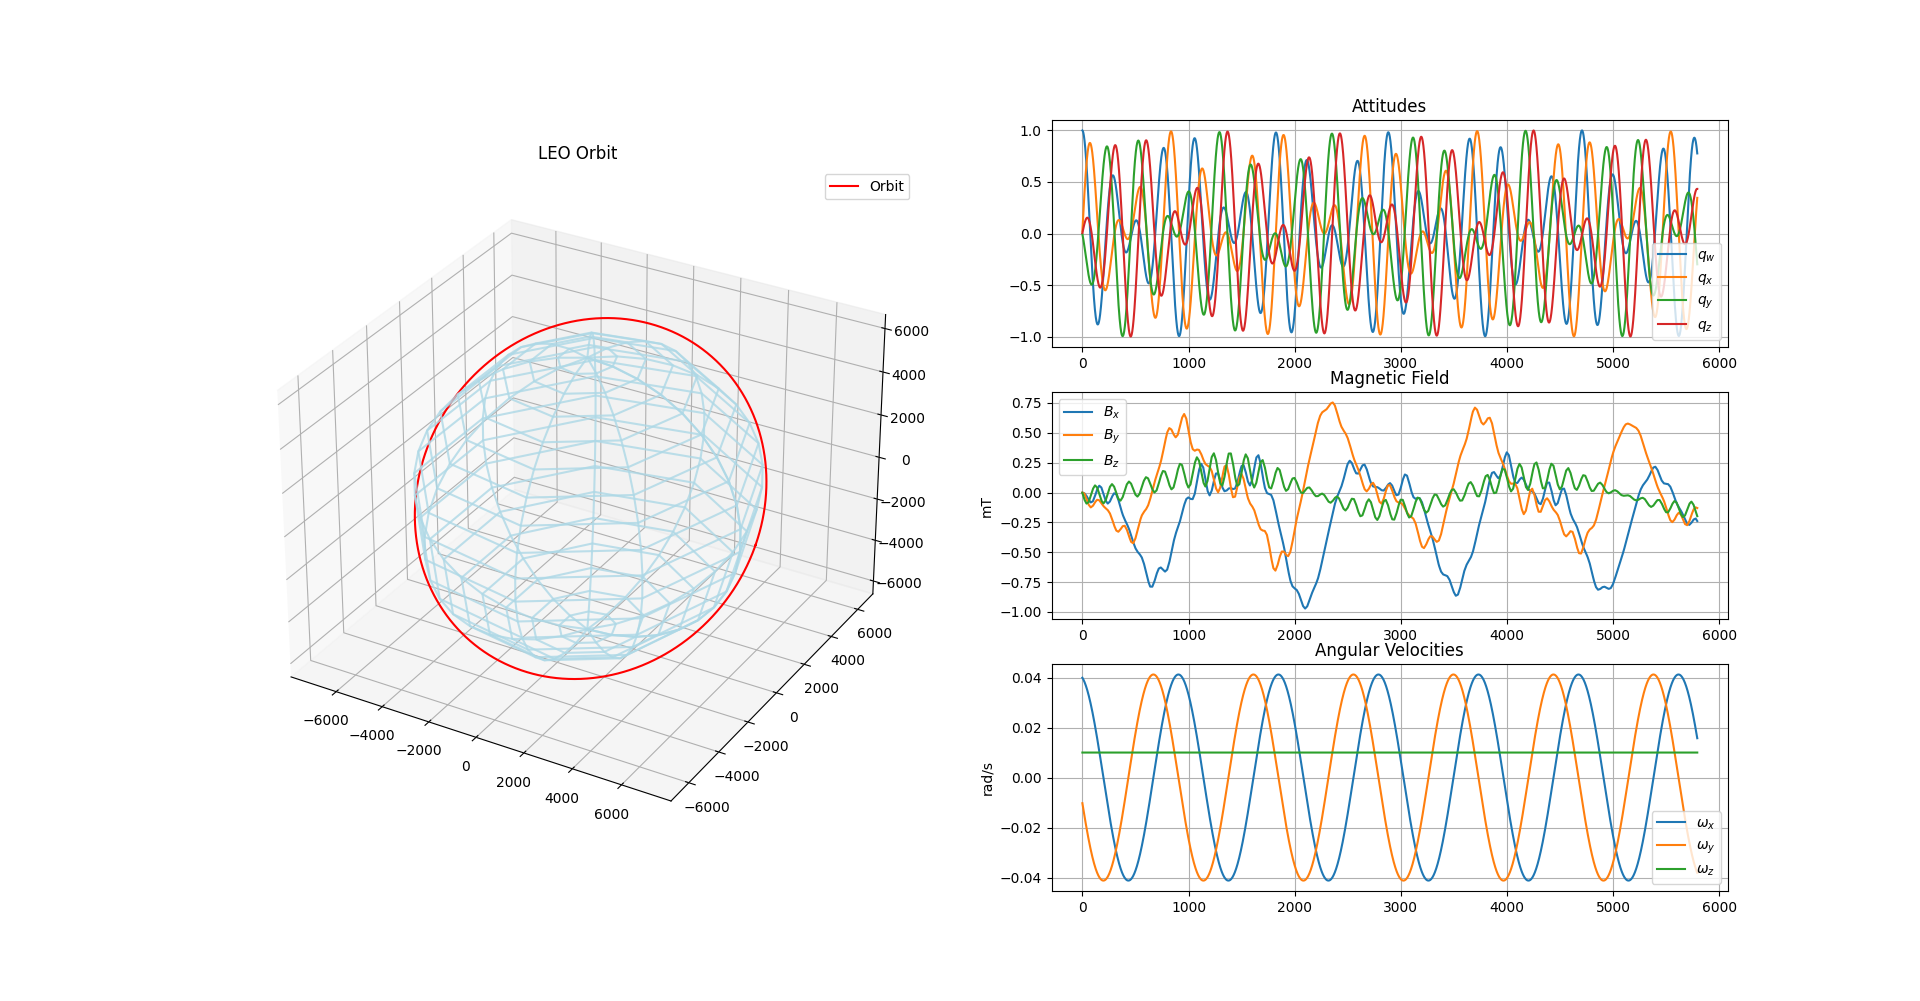 LEO Orbit
Orbit
6000
4000
2000
0
−2000
−4000
−6000
−6000
−4000
−2000
0
2000
4000
6000
6000
4000
2000
0
−2000
−4000
−6000
Attitudes
1.0
0.5
0.0
−0.5
−1.0
q_w
q_x
q_y
q_z
0 1000 2000 3000 4000 5000 6000
Magnetic Field
mT
0.75
0.50
0.25
0.00
−0.25
−0.50
−0.75
−1.00
B_x
B_y
B_z
0 1000 2000 3000 4000 5000 6000
Angular Velocities
rad/s
0.04
0.02
0.00
−0.02
−0.04
ω_x
ω_y
ω_z
0 1000 2000 3000 4000 5000 6000